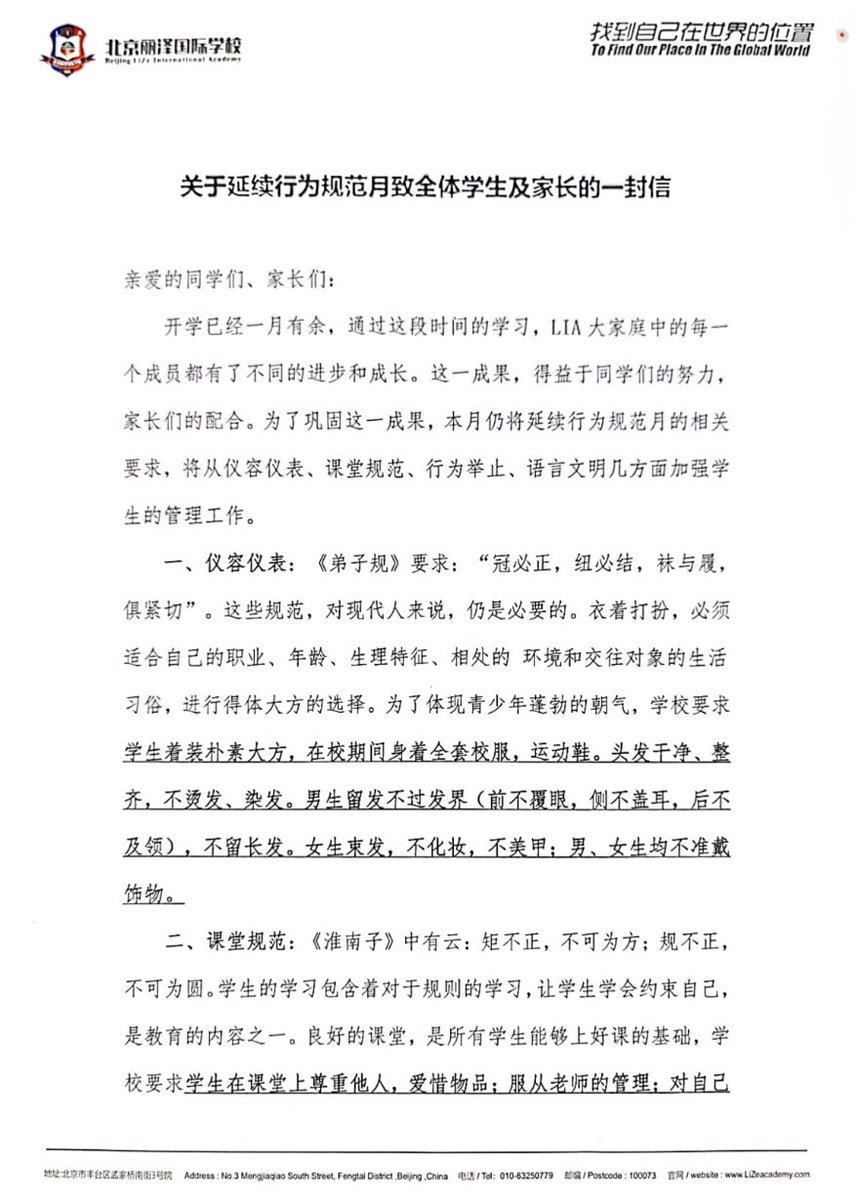 北京丽泽国际学校
Beijing LiZe International Academy
找到自己在世界的位置
To Find Our Place In The Global World
关于延续行为规范月致全体学生及家长的一封信
亲爱的同学们、家长们：
开学已经一月有余，通过这段时间的学习，LIA 大家庭中的每一
个成员都有了不同的进步和成长。这一成果，得益于同学们的努力，
家长们的配合。为了巩固这一成果，本月仍将延续行为规范月的相关
要求，将从仪容仪表、课堂规范、行为举止、语言文明几方面加强学
生的管理工作。
一、仪容仪表：《弟子规》要求：“冠必正，纽必结，袜与履，
俱紧切”。这些规范，对现代人来说，仍是必要的。衣着打扮，必须
适合自己的职业、年龄、生理特征、相处的 环境和交往对象的生活
习俗，进行得体大方的选择。为了体现青少年蓬勃的朝气，学校要求
学生着装朴素大方，在校期间身着全套校服，运动鞋。头发干净、整
齐，不烫发、染发。男生留发不过发界（前不覆眼，侧不盖耳，后不
及领），不留长发。女生束发，不化妆，不美甲；男、女生均不准戴
饰物。
二、课堂规范：《淮南子》中有云：矩不正，不可为方；规不正，
不可为圆。学生的学习包含着对于规则的学习，让学生学会约束自己，
是教育的内容之一。良好的课堂，是所有学生能够上好课的基础，学
校要求学生在课堂上尊重他人，爱惜物品；服从老师的管理；对自己
地址:北京市丰台区孟家桥南街3号院 Address : No.3 Mengjiaqiao South Street, Fengtai District ,Beijing ,China 电话 / Tel: 010-63250779 邮编 / Postcode : 100073 官网 / website : www.LiZeacademy.com